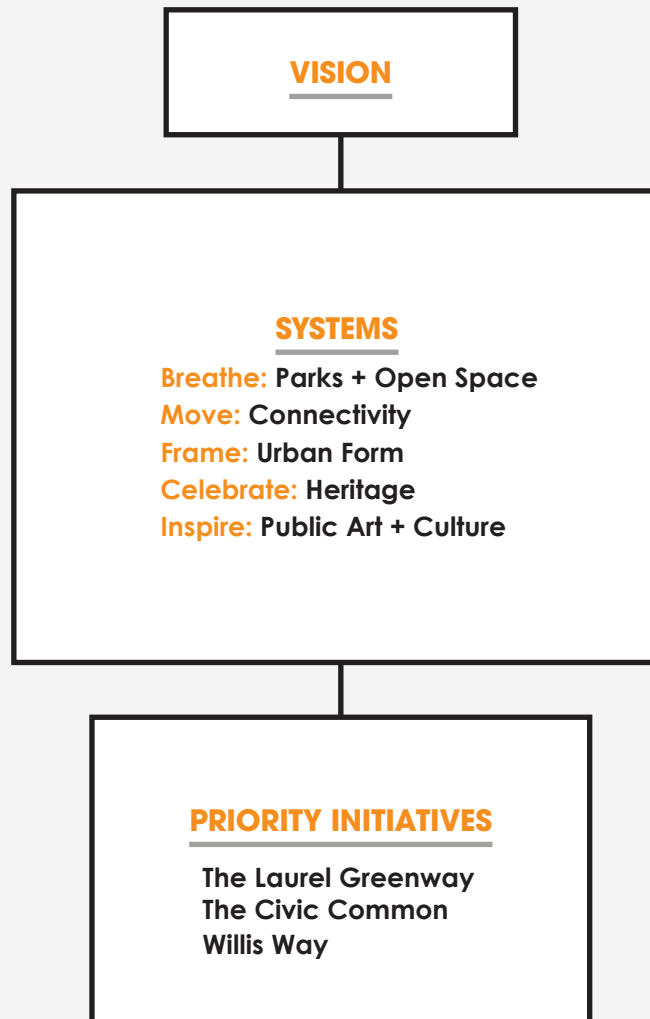 VISION
SYSTEMS
Breathe: Parks + Open Space
Move: Connectivity
Frame: Urban Form
Celebrate: Heritage
Inspire: Public Art + Culture
PRIORITY INITIATIVES
The Laurel Greenway
The Civic Common
Willis Way